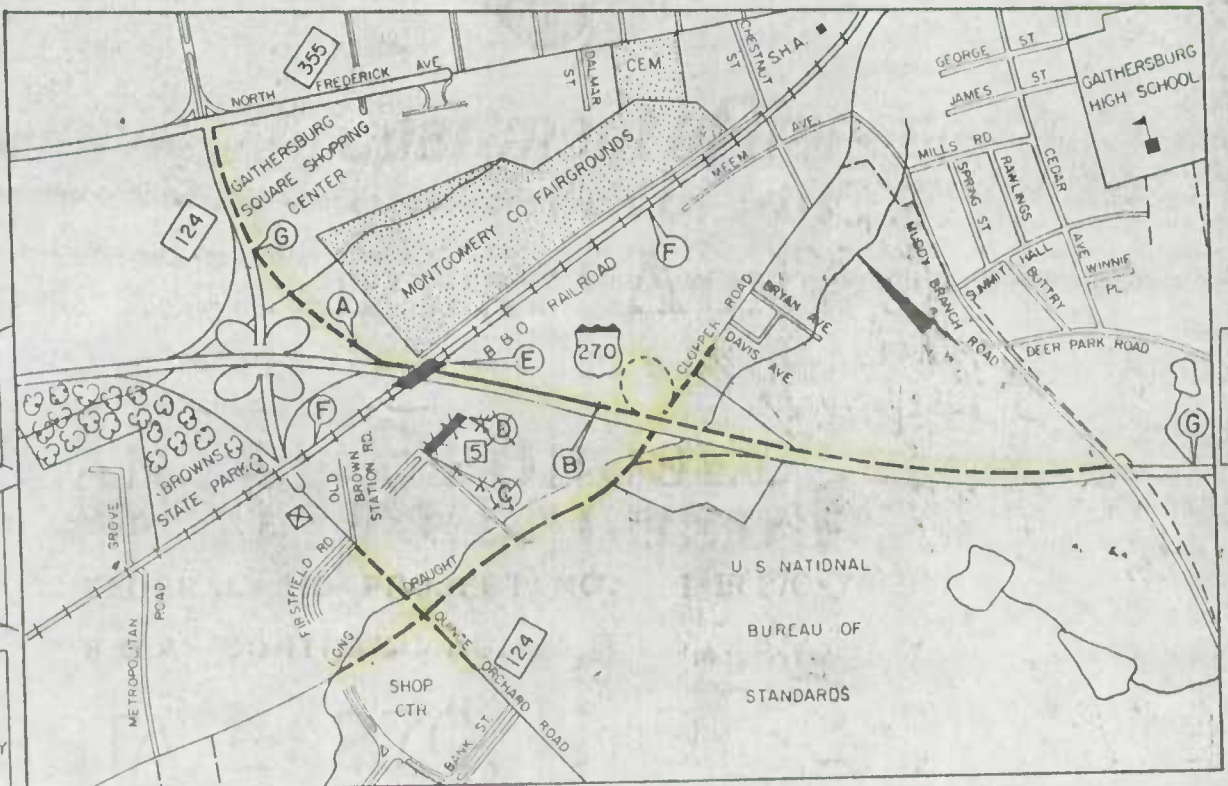 355
NORTH FREDERICK AVE
DALMAR ST
CEM.
CHESTNUT ST
S.H.A.
GEORGE ST
JAMES ST
GAITHERSBURG
HIGH SCHOOL
GAITHERSBURG
SQUARE SHOPPING
CENTER
124
G
MONTGOMERY CO FAIRGROUNDS
MEEM AVE.
MILLS RD
SPRING ST
RAWLINGS
CEDAR AVE
SUMMIT HALL
BUTTRY
WINNIE PL.
MUDDY BRANCH ROAD
DEER PARK ROAD
F
A
B&O RAILROAD
E
270
CLOPPER ROAD
BRYAN AVE
DAVIS AVE
G
F
D
5
B
C
BROWNS
STATE PARK
GROVE
OLD
BROWN
STATION RD.
FIRSTFIELD RD
METROPOLITAN ROAD
LONG DRAUGHT
QUINCE ORCHARD ROAD
124
SHOP
CTR
BANK ST.
U S NATIONAL
BUREAU OF
STANDARDS
Y